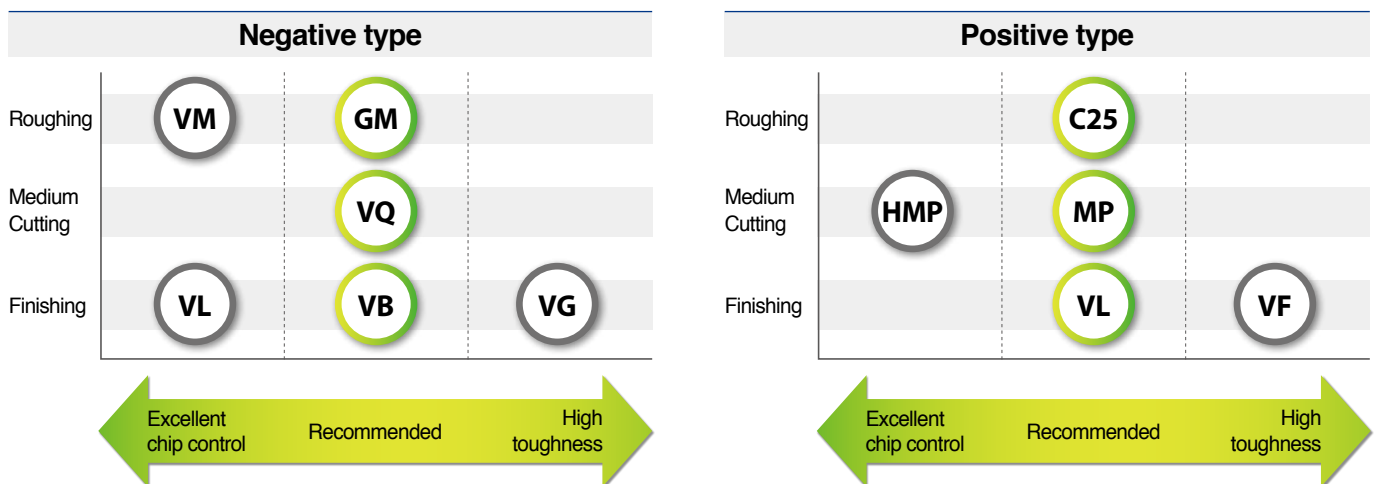 Negative type
Roughing
VM
GM
Medium
Cutting
VQ
Finishing
VL
VB
VG
Excellent
chip control
Recommended
High
toughness
Positive type
Roughing
C25
Medium
Cutting
HMP
MP
Finishing
VL
VF
Excellent
chip control
Recommended
High
toughness